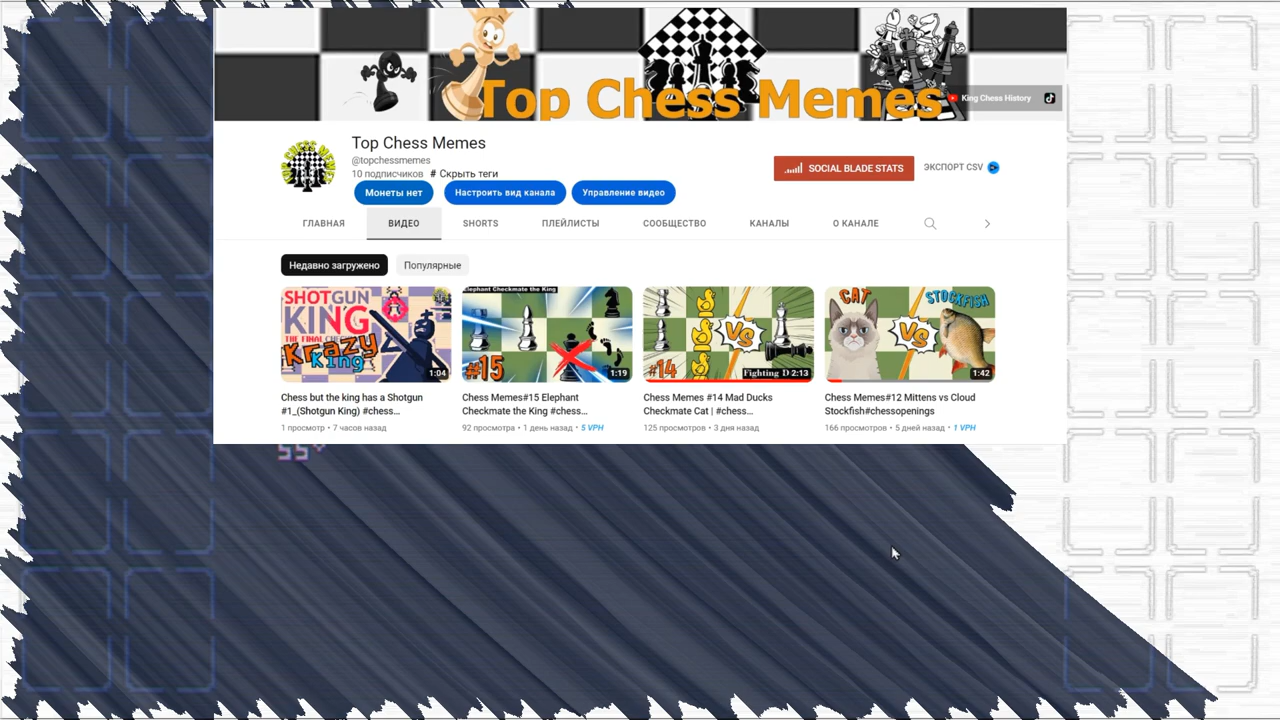 Top Chess Memes
King Chess History
Top Chess Memes
@topchessmemes
10 подписчиков # Скрыть теги
SOCIAL BLADE STATS
ЭКСПОРТ CSV
Монеты нет
Настроить вид канала
Управление видео
ГЛАВНАЯ
ВИДЕО
SHORTS
ПЛЕЙЛИСТЫ
СООБЩЕСТВО
КАНАЛЫ
О КАНАЛЕ
Недавно загружено
Популярные
SHOTGUN
KING
Krazy
King
1:04
Elephant Checkmate the King
#15
1:19
VS
#14
Fighting D 2:13
CAT
STOCKFISH
VS
1:42
Chess but the king has a Shotgun
#1_(Shotgun King) #chess...
1 просмотр • 7 часов назад
Chess Memes#15 Elephant
Checkmate the King #chess...
92 просмотра • 1 день назад • 5 VPH
Chess Memes #14 Mad Ducks
Checkmate Cat | #chess...
125 просмотров • 3 дня назад
Chess Memes#12 Mittens vs Cloud
Stockfish#chessopenings
166 просмотров • 5 дней назад • 1 VPH